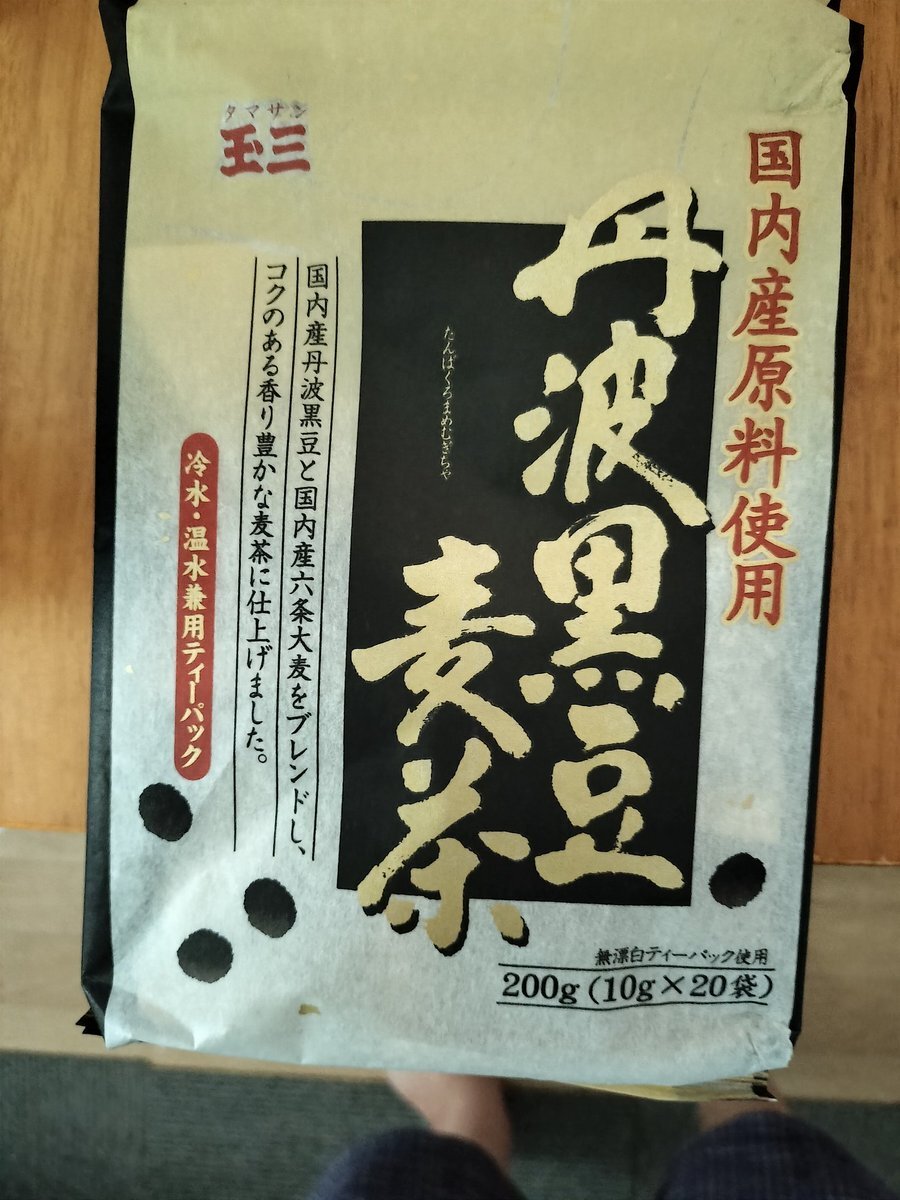 タマサン
玉三
国内産原料使用
丹波黒豆
麦茶
たんばくろまめむぎちゃ
国内産丹波黒豆と国内産六条大麦をブレンドし、
コクのある香り豊かな麦茶に仕上げました。
冷水・温水兼用ティーパック
無漂白ティーパック使用
200g(10g×20袋)